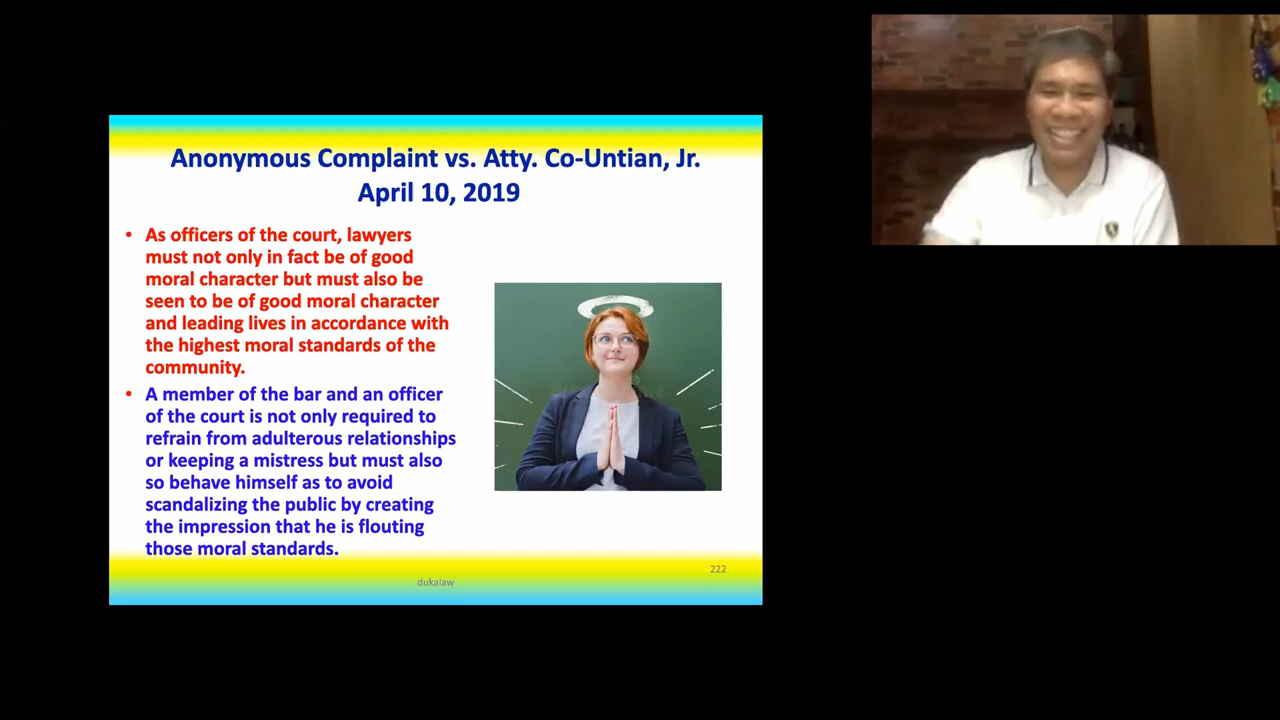 Anonymous Complaint vs. Atty. Co-Untian, Jr.
April 10, 2019
• As officers of the court, lawyers
must not only in fact be of good
moral character but must also be
seen to be of good moral character
and leading lives in accordance with
the highest moral standards of the
community.
• A member of the bar and an officer
of the court is not only required to
refrain from adulterous relationships
or keeping a mistress but must also
so behave himself as to avoid
scandalizing the public by creating
the impression that he is flouting
those moral standards.
222
dukalaw